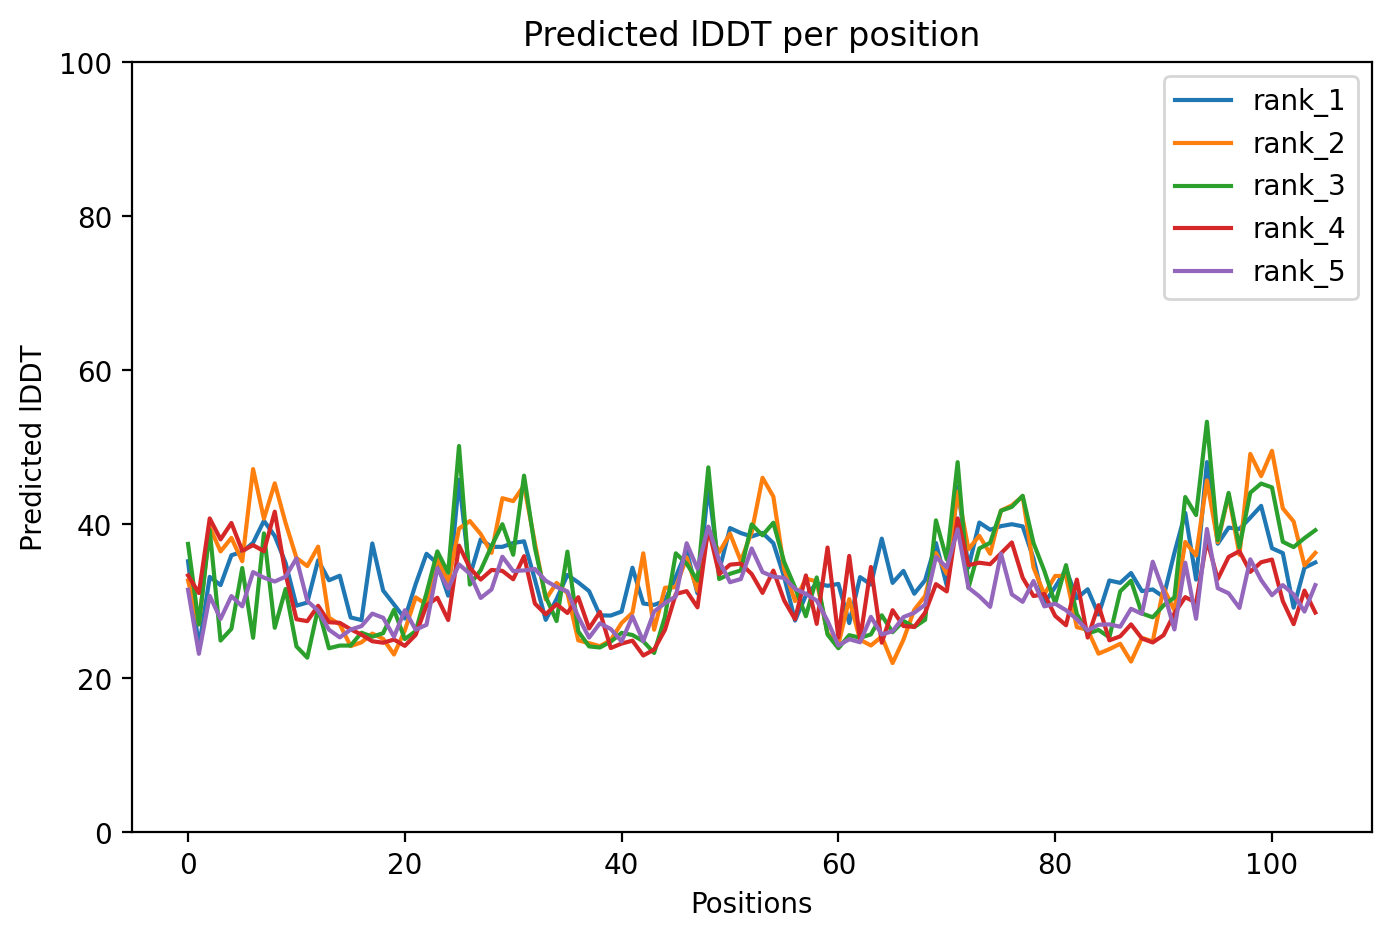 Predicted lDDT per position
100
80
60
40
20
0
Predicted lDDT
rank_1
rank_2
rank_3
rank_4
rank_5
0 20 40 60 80 100
Positions